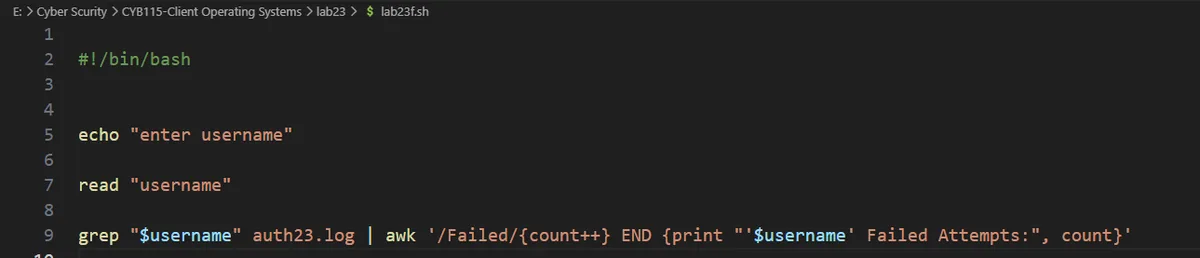 E: > Cyber Scurity > CYB115-Client Operating Systems > lab23 > $ lab23f.sh
1
2 #!/bin/bash
3
4
5 echo "enter username"
6
7 read "username"
8
9 grep "$username" auth23.log | awk '/Failed/{count++} END {print "'$username' Failed Attempts:", count}'
10